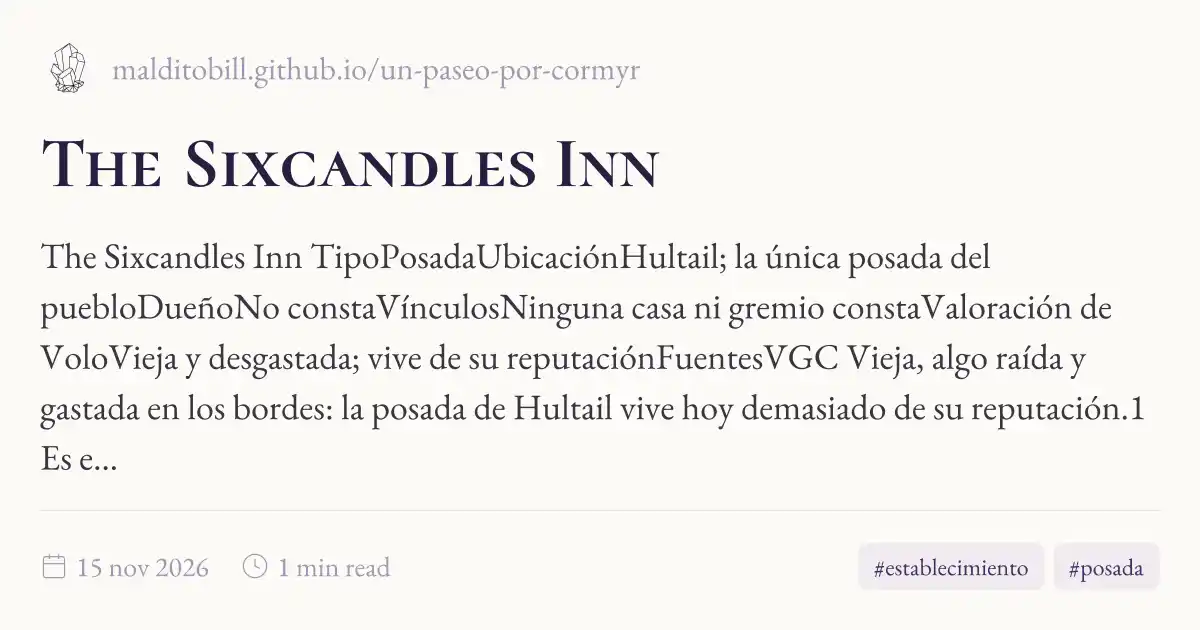 malditobill.github.io/un-paseo-por-cormyr
The Sixcandles Inn
The Sixcandles Inn TipoPosadaUbicaciónHultail; la única posada del
puebloDueñoNo constaVínculosNinguna casa ni gremio constaValoración de
VoloVieja y desgastada; vive de su reputaciónFuentesVGC Vieja, algo raída y
gastada en los bordes: la posada de Hultail vive hoy demasiado de su reputación.1
Es e...
15 nov 2026 1 min read #establecimiento #posada